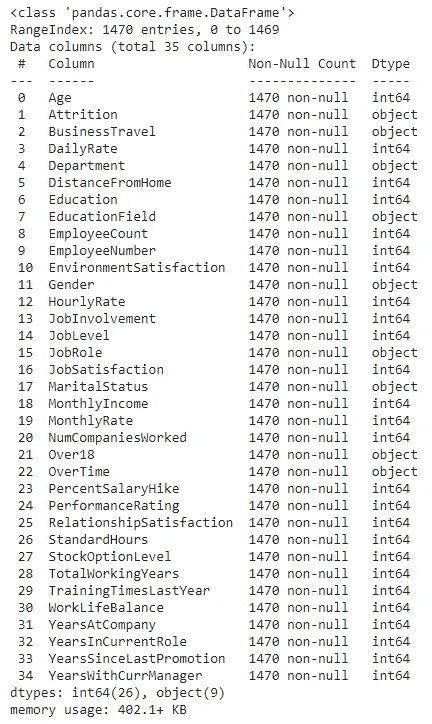 <class 'pandas.core.frame.DataFrame'>
RangeIndex: 1470 entries, 0 to 1469
Data columns (total 35 columns):
 #   Column                    Non-Null Count  Dtype
---  ------                    --------------  -----
 0   Age                       1470 non-null   int64
 1   Attrition                 1470 non-null   object
 2   BusinessTravel            1470 non-null   object
 3   DailyRate                 1470 non-null   int64
 4   Department                1470 non-null   object
 5   DistanceFromHome          1470 non-null   int64
 6   Education                 1470 non-null   int64
 7   EducationField            1470 non-null   object
 8   EmployeeCount             1470 non-null   int64
 9   EmployeeNumber            1470 non-null   int64
 10  EnvironmentSatisfaction   1470 non-null   int64
 11  Gender                    1470 non-null   object
 12  HourlyRate                1470 non-null   int64
 13  JobInvolvement            1470 non-null   int64
 14  JobLevel                  1470 non-null   int64
 15  JobRole                   1470 non-null   object
 16  JobSatisfaction           1470 non-null   int64
 17  MaritalStatus             1470 non-null   object
 18  MonthlyIncome             1470 non-null   int64
 19  MonthlyRate               1470 non-null   int64
 20  NumCompaniesWorked        1470 non-null   int64
 21  Over18                    1470 non-null   object
 22  OverTime                  1470 non-null   object
 23  PercentSalaryHike         1470 non-null   int64
 24  PerformanceRating         1470 non-null   int64
 25  RelationshipSatisfaction  1470 non-null   int64
 26  StandardHours             1470 non-null   int64
 27  StockOptionLevel          1470 non-null   int64
 28  TotalWorkingYears         1470 non-null   int64
 29  TrainingTimesLastYear     1470 non-null   int64
 30  WorkLifeBalance           1470 non-null   int64
 31  YearsAtCompany            1470 non-null   int64
 32  YearsInCurrentRole        1470 non-null   int64
 33  YearsSinceLastPromotion   1470 non-null   int64
 34  YearsWithCurrManager      1470 non-null   int64
dtypes: int64(26), object(9)
memory usage: 402.1+ KB